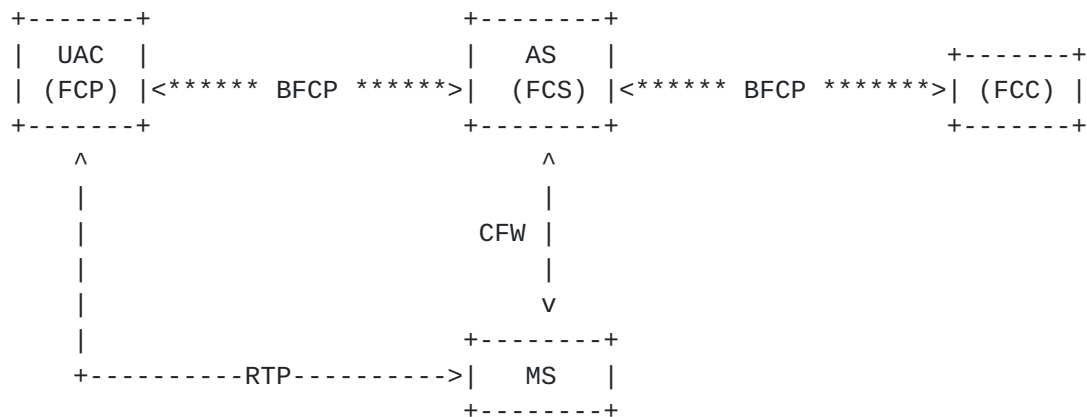 +-------+                    +--------+
|  UAC  |                    |   AS   |                     +-------+
| (FCP) |<****** BFCP ******>|  (FCS) |<****** BFCP *******>| (FCC) |
+-------+                    +--------+                     +-------+
    ^                             ^
    |                             |
    |                         CFW |
    |                             |
    |                             v
    |                        +--------+
    +----------RTP---------->|   MS   |
                             +--------+